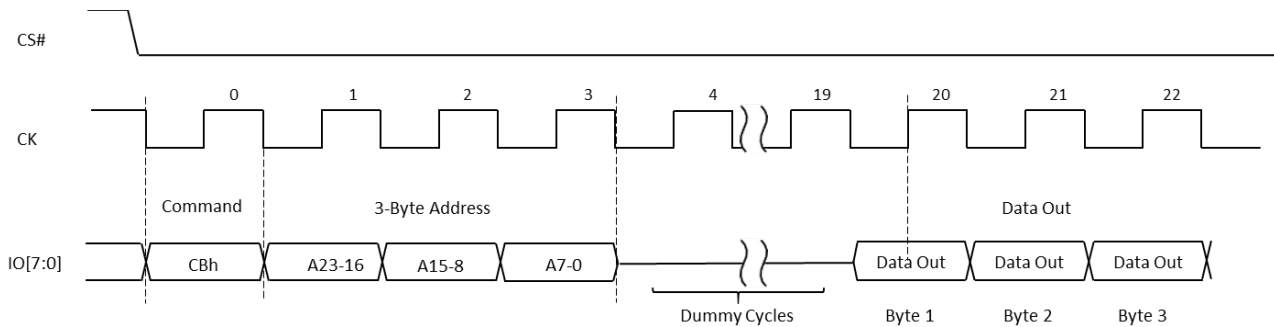 CS#
0 1 2 3 4 19 20 21 22
CK
Command 3-Byte Address Data Out
IO[7:0] CBh A23-16 A15-8 A7-0 Data Out Data Out Data Out
Dummy Cycles Byte 1 Byte 2 Byte 3